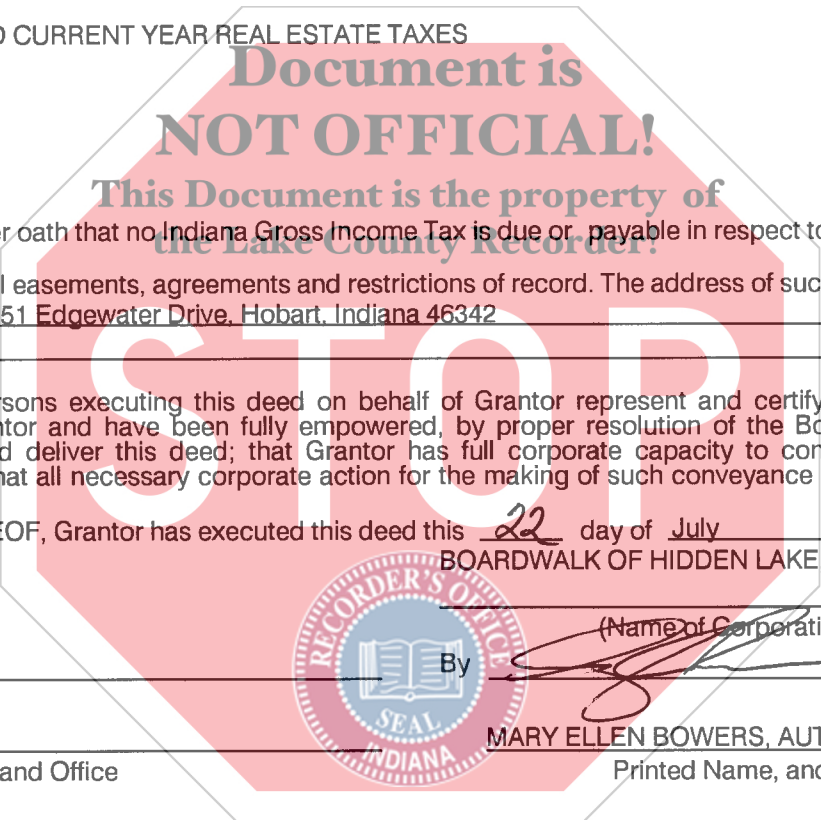 D CURRENT YEAR REAL ESTATE TAXES
Document is
NOT OFFICIAL!
This Document is the property of
the Lake County Recorder!
er oath that no Indiana Gross Income Tax is due or payable in respect to
l easements, agreements and restrictions of record. The address of suc
51 Edgewater Drive, Hobart, Indiana 46342
STOP
rsons executing this deed on behalf of Grantor represent and certify
ntor and have been fully empowered, by proper resolution of the Bo
d deliver this deed; that Grantor has full corporate capacity to con
hat all necessary corporate action for the making of such conveyance
EOF, Grantor has executed this deed this 22 day of July
BOARDWALK OF HIDDEN LAKE
(Name of Corporati
By
RECORDER'S OFFICE
SEAL
INDIANA
MARY ELLEN BOWERS, AUT
and Office
Printed Name, and